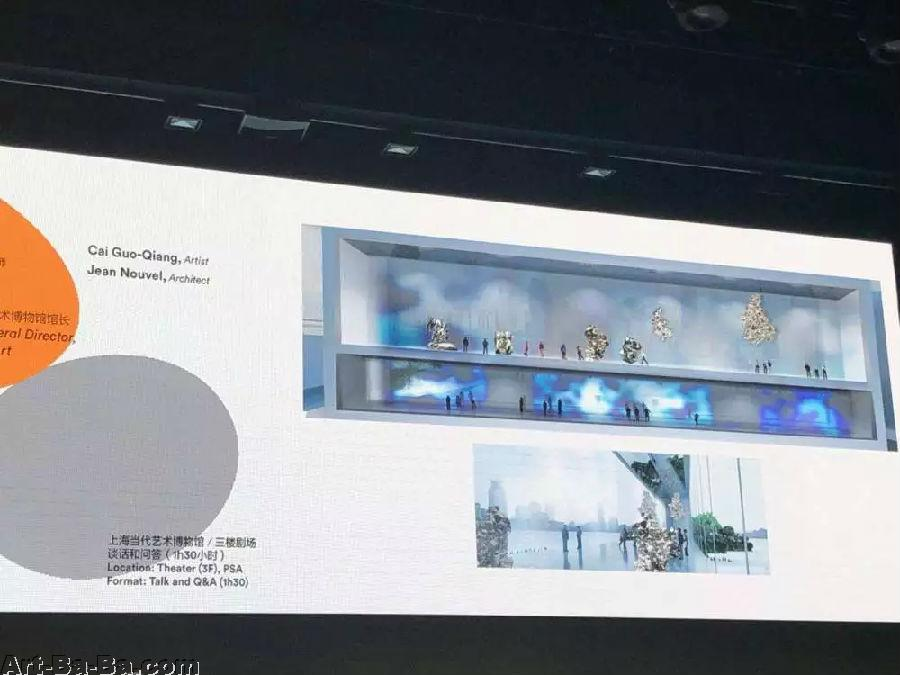 Cai Guo-Qiang, Artist
Jean Nouvel, Architect
术博物馆馆长
eral Director,
rt
上海当代艺术博物馆 / 三楼剧场
谈话和问答（1h30小时）
Location: Theater (3F), PSA
Format: Talk and Q&A (1h30)
Art-Ba-Ba.com